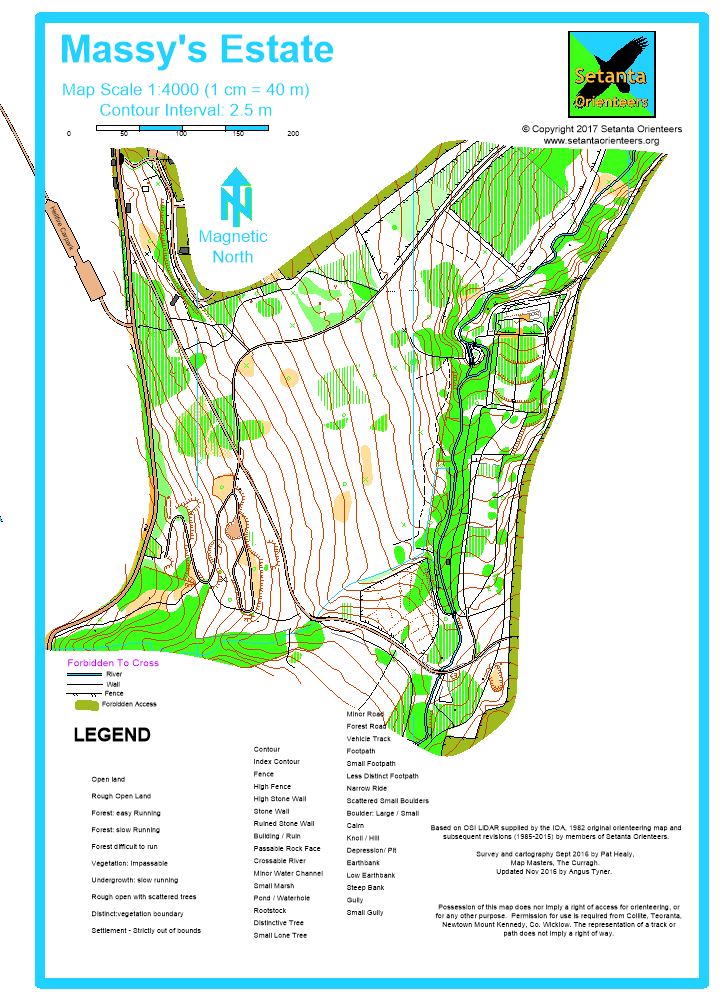 Massy's Estate
Map Scale 1:4000 (1 cm = 40 m)
Contour Interval: 2.5 m
0 50 100 150 200
Setanta
Orienteers
© Copyright 2017 Setanta Orienteers
www.setantaorienteers.org
Hellfire Carpark
N
Magnetic
North
Forbidden To Cross
River
Wall
Fence
Forbidden Access
LEGEND
Open land
Rough Open Land
Forest: easy Running
Forest: slow Running
Forest difficult to run
Vegetation: Impassable
Undergrowth: slow running
Rough open with scattered trees
Distinct:vegetation boundary
Settlement - Strictly out of bounds
Contour
Index Contour
Fence
High Fence
High Stone Wall
Stone Wall
Ruined Stone Wall
Building / Ruin
Passable Rock Face
Crossable River
Minor Water Channel
Small Marsh
Pond / Waterhole
Rootstock
Distinctive Tree
Small Lone Tree
Minor Road
Forest Road
Vehicle Track
Footpath
Small Footpath
Less Distinct Footpath
Narrow Ride
Scattered Small Boulders
Boulder: Large / Small
Cairn
Knoll / Hill
Depression/ Pit
Earthbank
Low Earthbank
Steep Bank
Gully
Small Gully
Based on OSI LiDAR supplied by the IOA, 1982 original orienteering map and
subsequent revisions (1985-2015) by members of Setanta Orienteers.
Survey and cartography Sept 2016 by Pat Healy,
Map Masters, The Curragh.
Updated Nov 2016 by Angus Tyner.
Possession of this map does not imply a right of access for orienteering, or
for any other purpose. Permission for use is required from Coillte, Teoranta,
Newtown Mount Kennedy, Co. Wicklow. The representation of a track or
path does not imply a right of way.